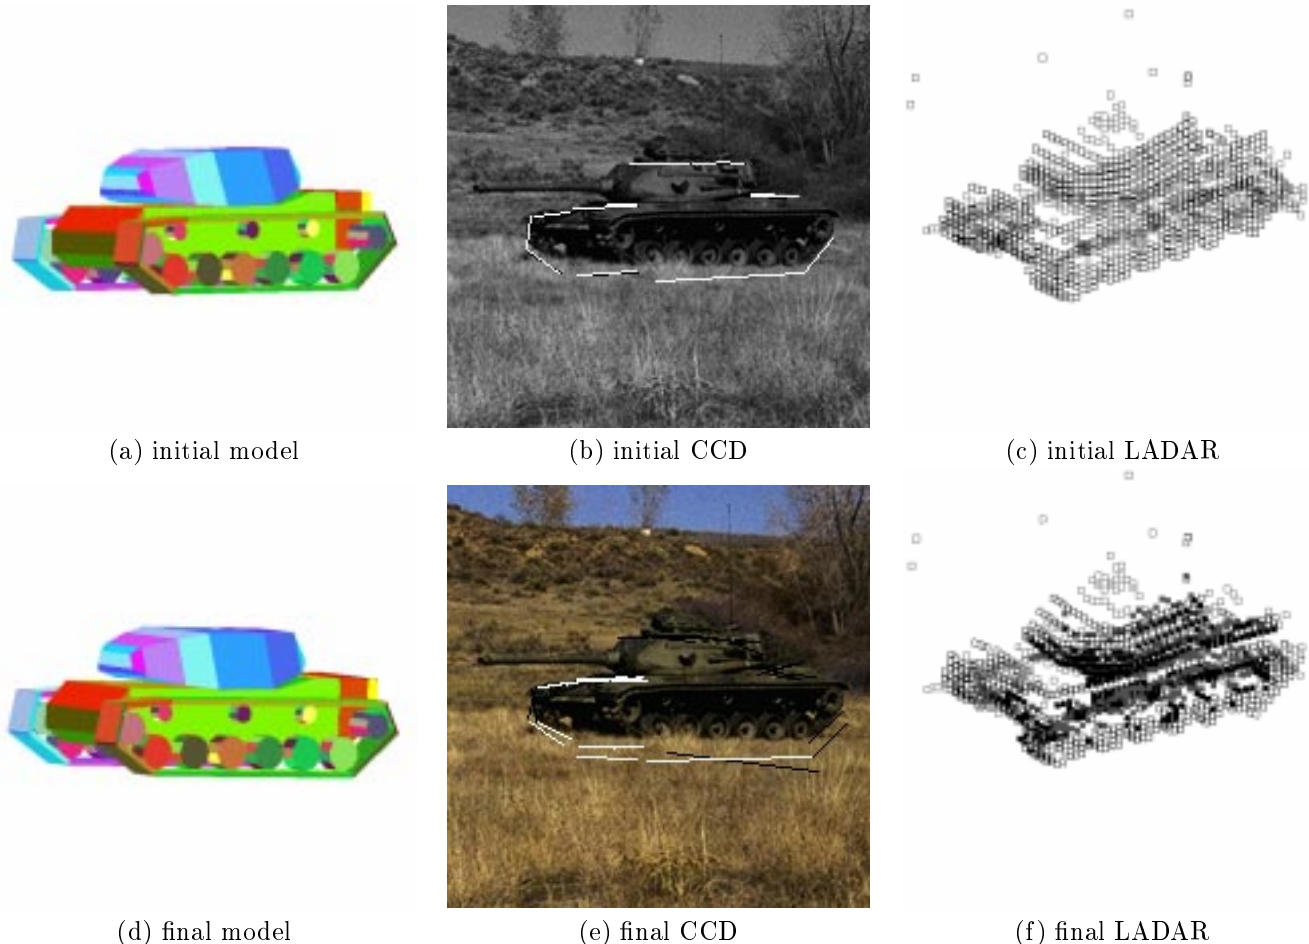 (a) initial model
(b) initial CCD
(c) initial LADAR
(d) final model
(e) final CCD
(f) final LADAR